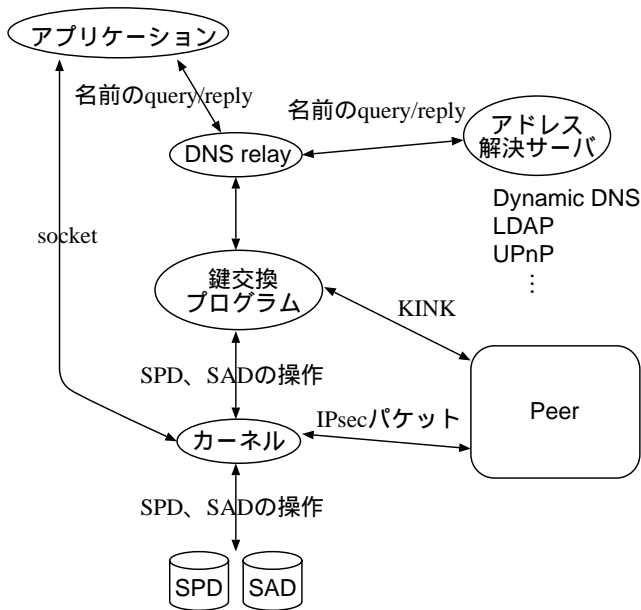 アプリケーション
名前のquery/reply
名前のquery/reply
DNS relay
アドレス
解決サーバ
Dynamic DNS
LDAP
UPnP
⋮
socket
鍵交換
プログラム
KINK
SPD、SADの操作
Peer
IPsecパケット
カーネル
SPD、SADの操作
SPD
SAD